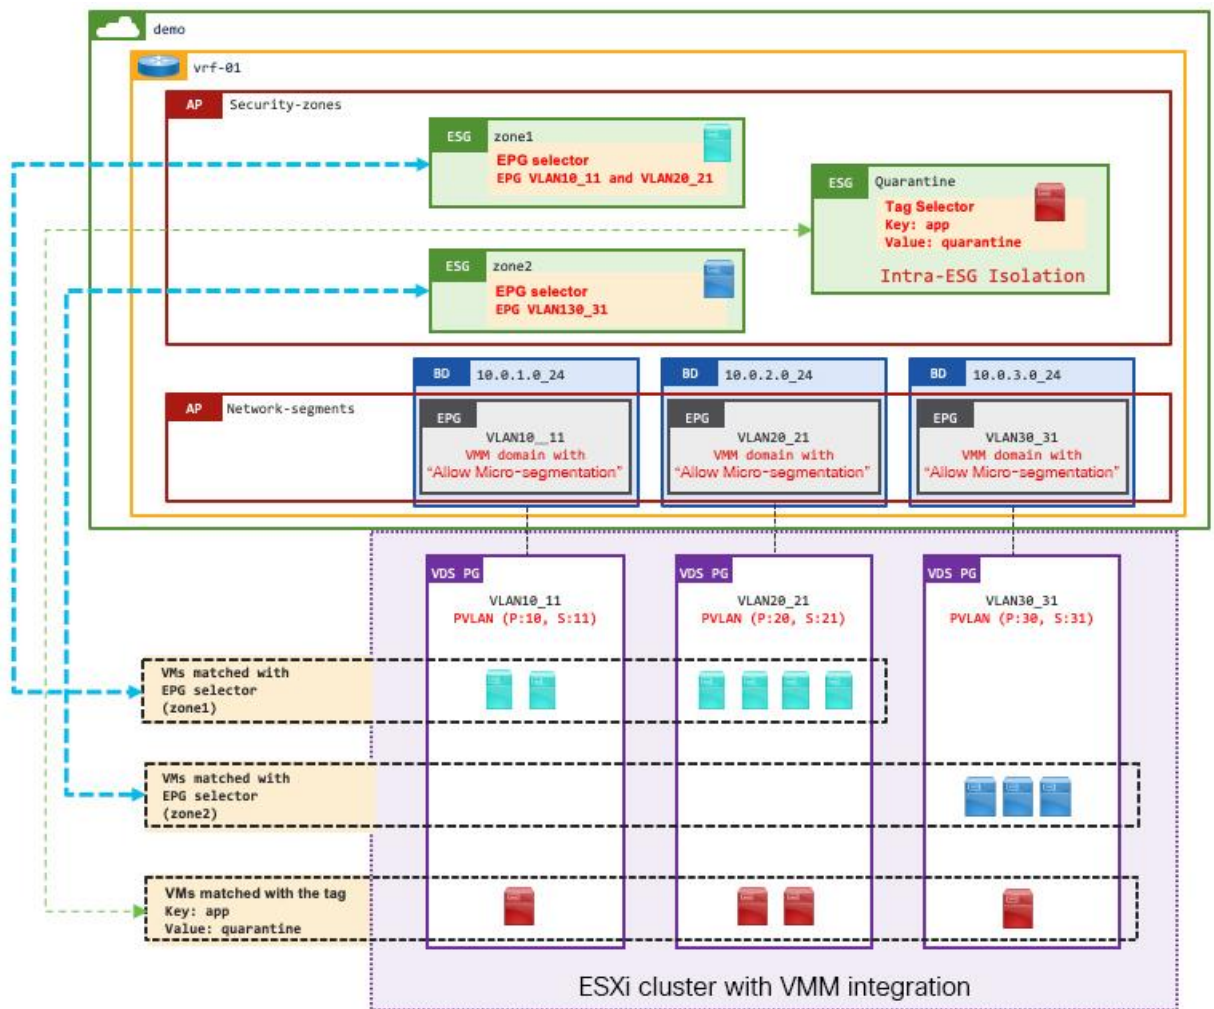 demo
vrf-01
AP Security-zones
ESG zone1
EPG selector
EPG VLAN10_11 and VLAN20_21
ESG Quarantine
Tag Selector
Key: app
Value: quarantine
Intra-ESG Isolation
ESG zone2
EPG selector
EPG VLAN130_31
BD 10.0.1.0_24
BD 10.0.2.0_24
BD 10.0.3.0_24
AP Network-segments
EPG
VLAN10__11
VMM domain with
“Allow Micro-segmentation”
EPG
VLAN20_21
VMM domain with
“Allow Micro-segmentation”
EPG
VLAN30_31
VMM domain with
“Allow Micro-segmentation”
VDS PG
VLAN10_11
PVLAN (P:10, S:11)
VDS PG
VLAN20_21
PVLAN (P:20, S:21)
VDS PG
VLAN30_31
PVLAN (P:30, S:31)
VMs matched with
EPG selector
(zone1)
VMs matched with
EPG selector
(zone2)
VMs matched with the tag
Key: app
Value: quarantine
ESXi cluster with VMM integration